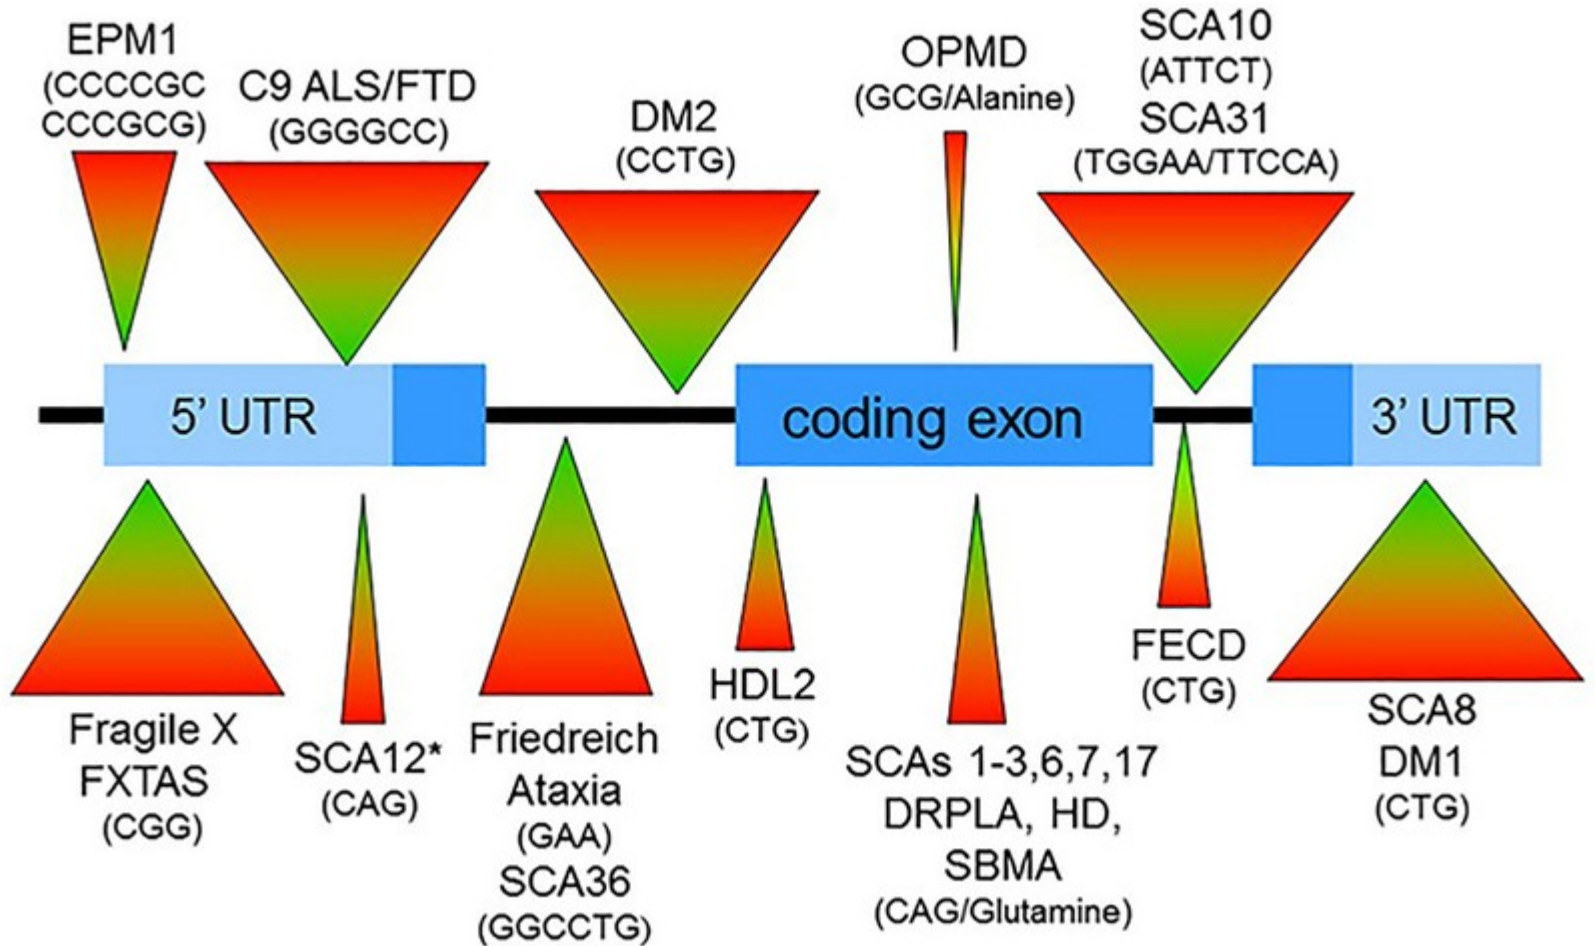 EPM1
(CCCCGC
CCCGCG)
C9 ALS/FTD
(GGGGCC)
DM2
(CCTG)
OPMD
(GCG/Alanine)
SCA10
(ATTCT)
SCA31
(TGGAA/TTCCA)
5' UTR
coding exon
3' UTR
Fragile X
FXTAS
(CGG)
SCA12*
(CAG)
Friedreich
Ataxia
(GAA)
SCA36
(GGCCTG)
HDL2
(CTG)
SCAs 1-3,6,7,17
DRPLA, HD,
SBMA
(CAG/Glutamine)
FECD
(CTG)
SCA8
DM1
(CTG)